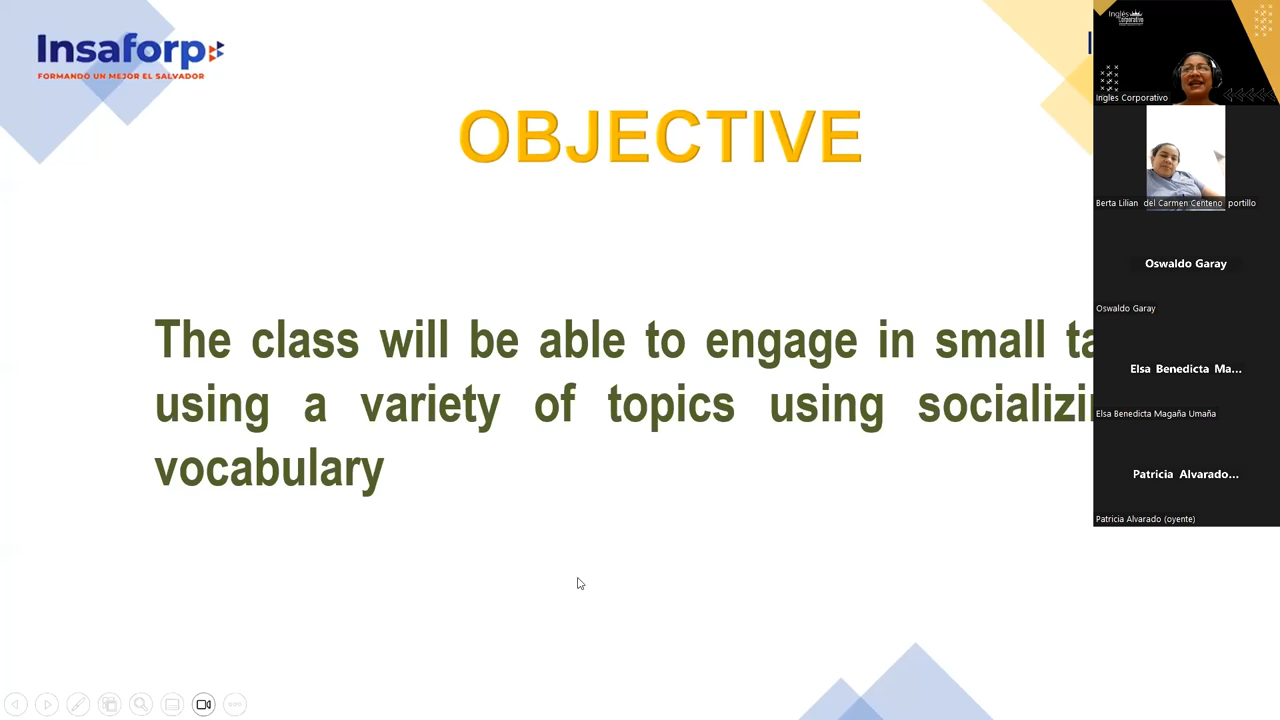 Insaforp
FORMANDO UN MEJOR EL SALVADOR
OBJECTIVE
The class will be able to engage in small
using a variety of topics using
vocabulary
Inglés
Corporativo
Ingles Corporativo
Berta Lilian del Carmen Centeno portillo
Oswaldo Garay
Oswaldo Garay
Elsa Benedicta Ma...
Elsa Benedicta Magaña Umaña
Patricia Alvarado...
Patricia Alvarado (oyente)